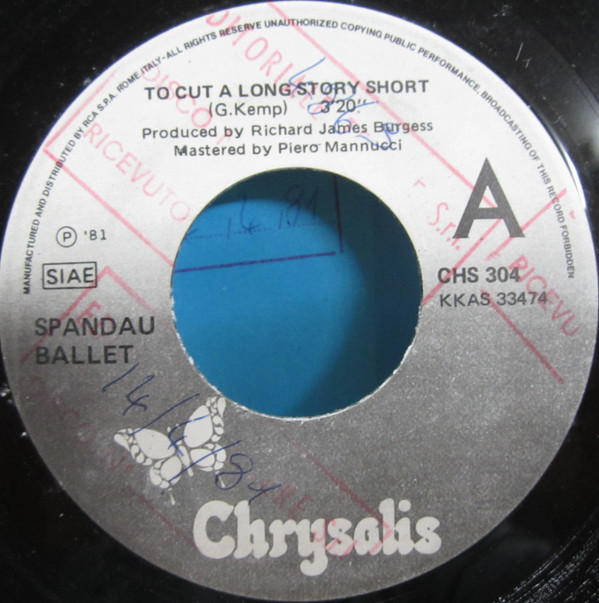 MANUFACTURED AND DISTRIBUTED BY RCA S.P.A. ROME, ITALY-ALL RIGHTS RESERVE UNAUTHORIZED COPYING PUBLIC PERFORMANCE, BROADCASTING OF THIS RECORD FORBIDDEN
TO CUT A LONG STORY SHORT
(G.Kemp) 3'20"
Produced by Richard James Burgess
Mastered by Piero Mannucci
A
Ⓟ '81
SIAE
CHS 304
KKAS 33474
SPANDAU
BALLET
Chrysalis
RICEVUTO
RICEVU